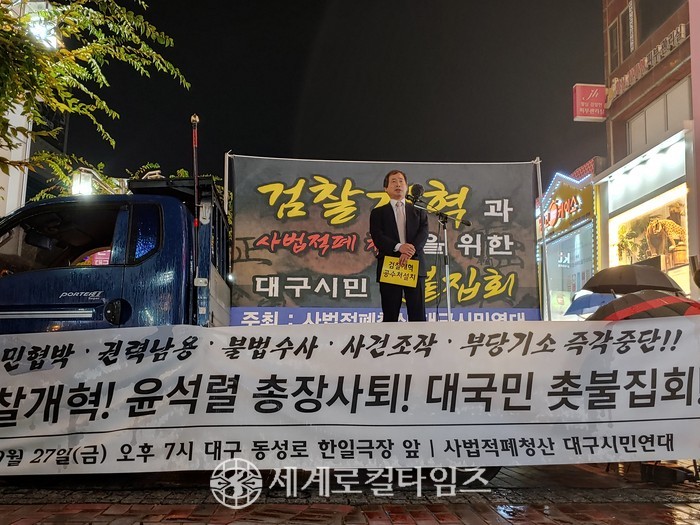 검찰개혁과
사법적폐 위한
대구시민 촛불집회
주최 : 사법적폐청산 대구시민연대
검찰개혁
공수처설치
PORTER II
jh
민협박 · 권력남용 · 불법수사 · 사건조작 · 부당기소 즉각중단!!
찰개혁! 윤석렬 총장사퇴! 대국민 촛불집회!
9월 27일(금) 오후 7시 대구 동성로 한일극장 앞 | 사법적폐청산 대구시민연대
세계로컬타임즈